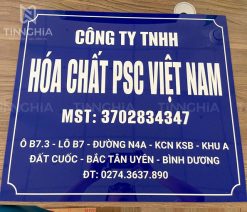 TINNGHIA
CÔNG TY TNHH
HÓA CHẤT PSC VIỆT NAM
MST: 3702834347
Ô B7.3 - LÔ B7 - ĐƯỜNG N4A - KCN KSB - KHU A
ĐẤT CUỐC - BẮC TÂN UYÊN - BÌNH DƯƠNG
ĐT: 0274.3637.890